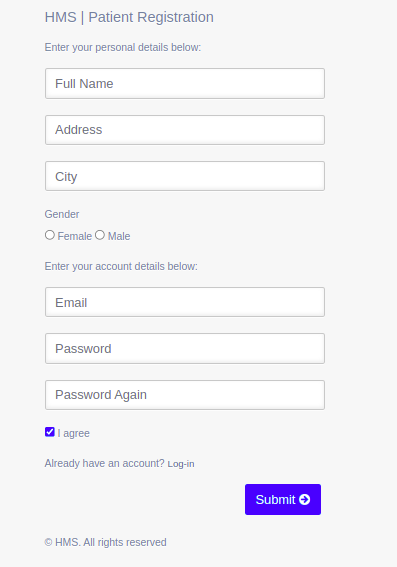 HMS | Patient Registration
Enter your personal details below:
Full Name
Address
City
Gender
Female Male
Enter your account details below:
Email
Password
Password Again
I agree
Already have an account? Log-in
Submit
© HMS. All rights reserved